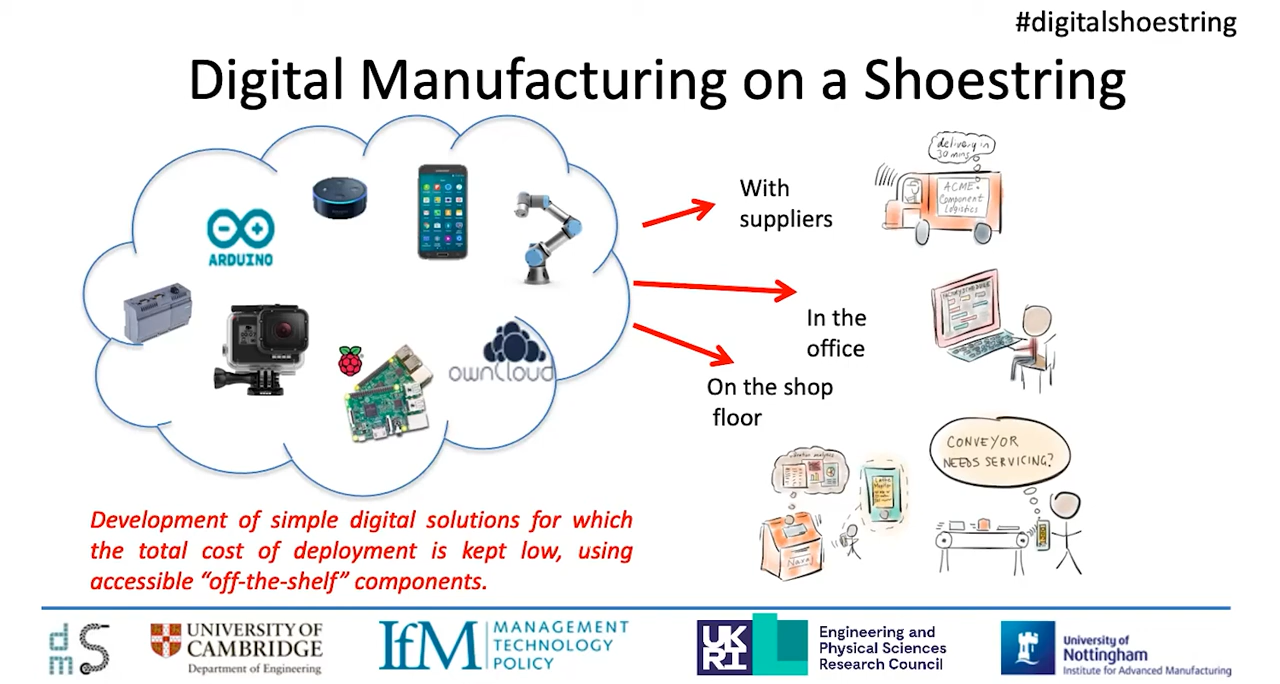 #digitalshoestring
Digital Manufacturing on a Shoestring
ARDUINO
ownCloud
With
suppliers
In the
office
On the shop
floor
delivery in
30 mins
ACME
Component
Logistics
CONVEYOR
NEEDS SERVICING?
Development of simple digital solutions for which
the total cost of deployment is kept low, using
accessible “off-the-shelf” components.
dmS
UNIVERSITY OF
CAMBRIDGE
Department of Engineering
IfM
MANAGEMENT
TECHNOLOGY
POLICY
UK
RI
Engineering and
Physical Sciences
Research Council
University of
Nottingham
Institute for Advanced Manufacturing